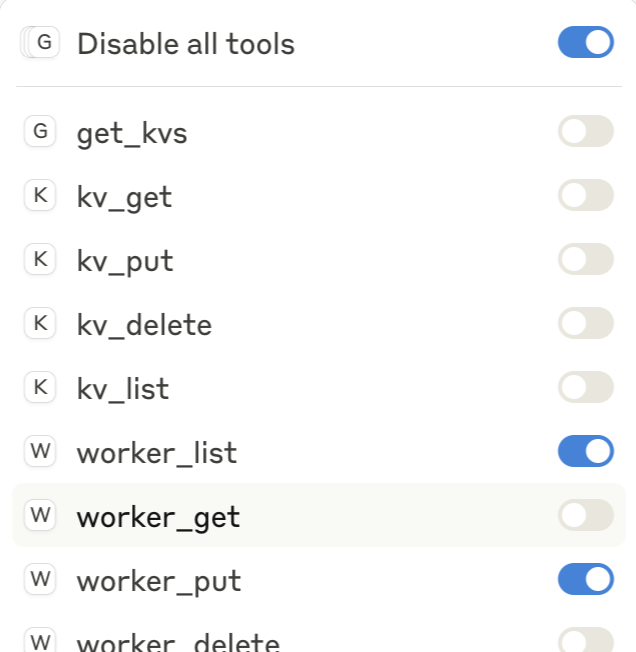 G Disable all tools
G get_kvs
K kv_get
K kv_put
K kv_delete
K kv_list
W worker_list
W worker_get
W worker_put
W worker_delete